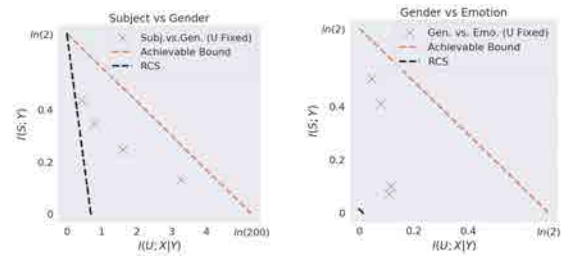 Subject vs Gender
ln(2)
Subj.vs.Gen. (U Fixed)
Achievable Bound
RCS
0.4
0.2
0
I(S; Y)
0
1
2
3
4
ln(200)
I(U; X|Y)
Gender vs Emotion
ln(2)
Gen. vs. Emo. (U Fixed)
Achievable Bound
RCS
0.4
0.2
0
I(S; Y)
0
0.2
0.4
ln(2)
I(U; X|Y)